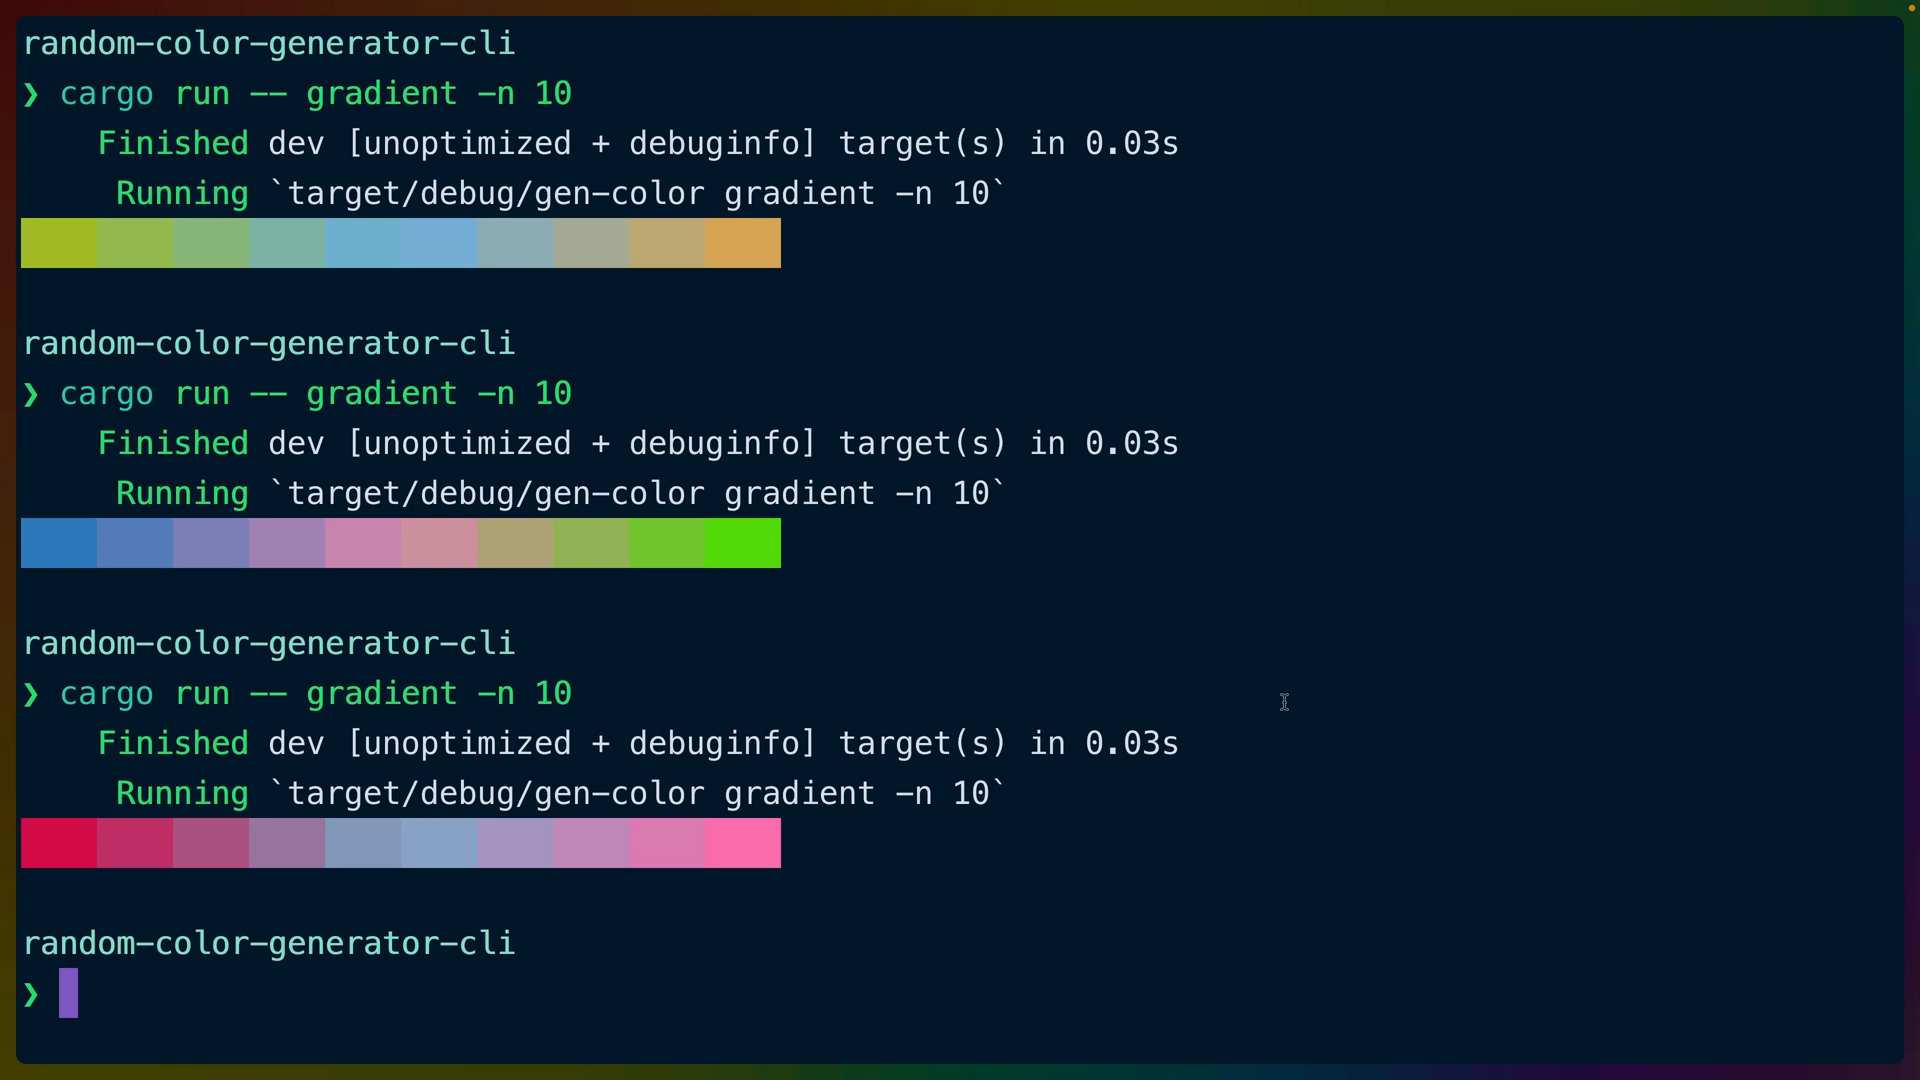 random-color-generator-cli
❯ cargo run -- gradient -n 10
Finished dev [unoptimized + debuginfo] target(s) in 0.03s
Running `target/debug/gen-color gradient -n 10`
random-color-generator-cli
❯ cargo run -- gradient -n 10
Finished dev [unoptimized + debuginfo] target(s) in 0.03s
Running `target/debug/gen-color gradient -n 10`
random-color-generator-cli
❯ cargo run -- gradient -n 10
Finished dev [unoptimized + debuginfo] target(s) in 0.03s
Running `target/debug/gen-color gradient -n 10`
random-color-generator-cli
❯